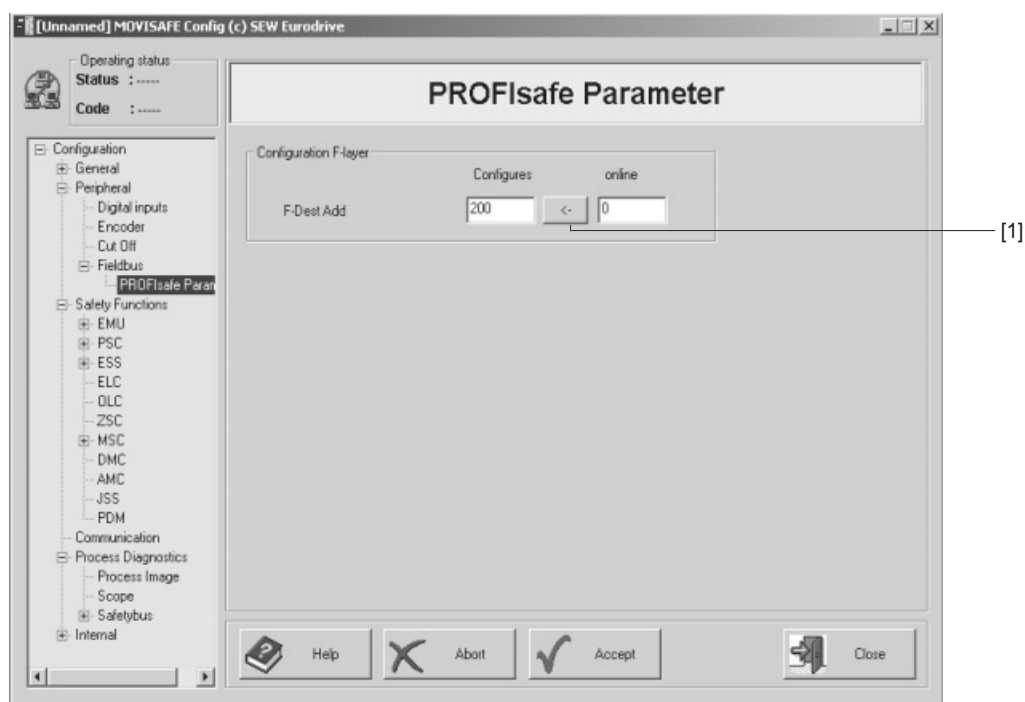 [Unnamed] MOVISAFE Config (c) SEW Eurodrive
Operating status
Status : -----
Code : -----
PROFIsafe Parameter
Configuration
General
Peripheral
Digital inputs
Encoder
Cut Off
Fieldbus
PROFIsafe Paran
Safety Functions
EMU
PSC
ESS
ELC
OLC
ZSC
MSC
DMC
AMC
JSS
PDM
Communication
Process Diagnostics
Process Image
Scope
Safetybus
Internal
Configuration F-layer
Configures online
F-Dest Add 200 <- 0
[1]
Help Abort Accept Close